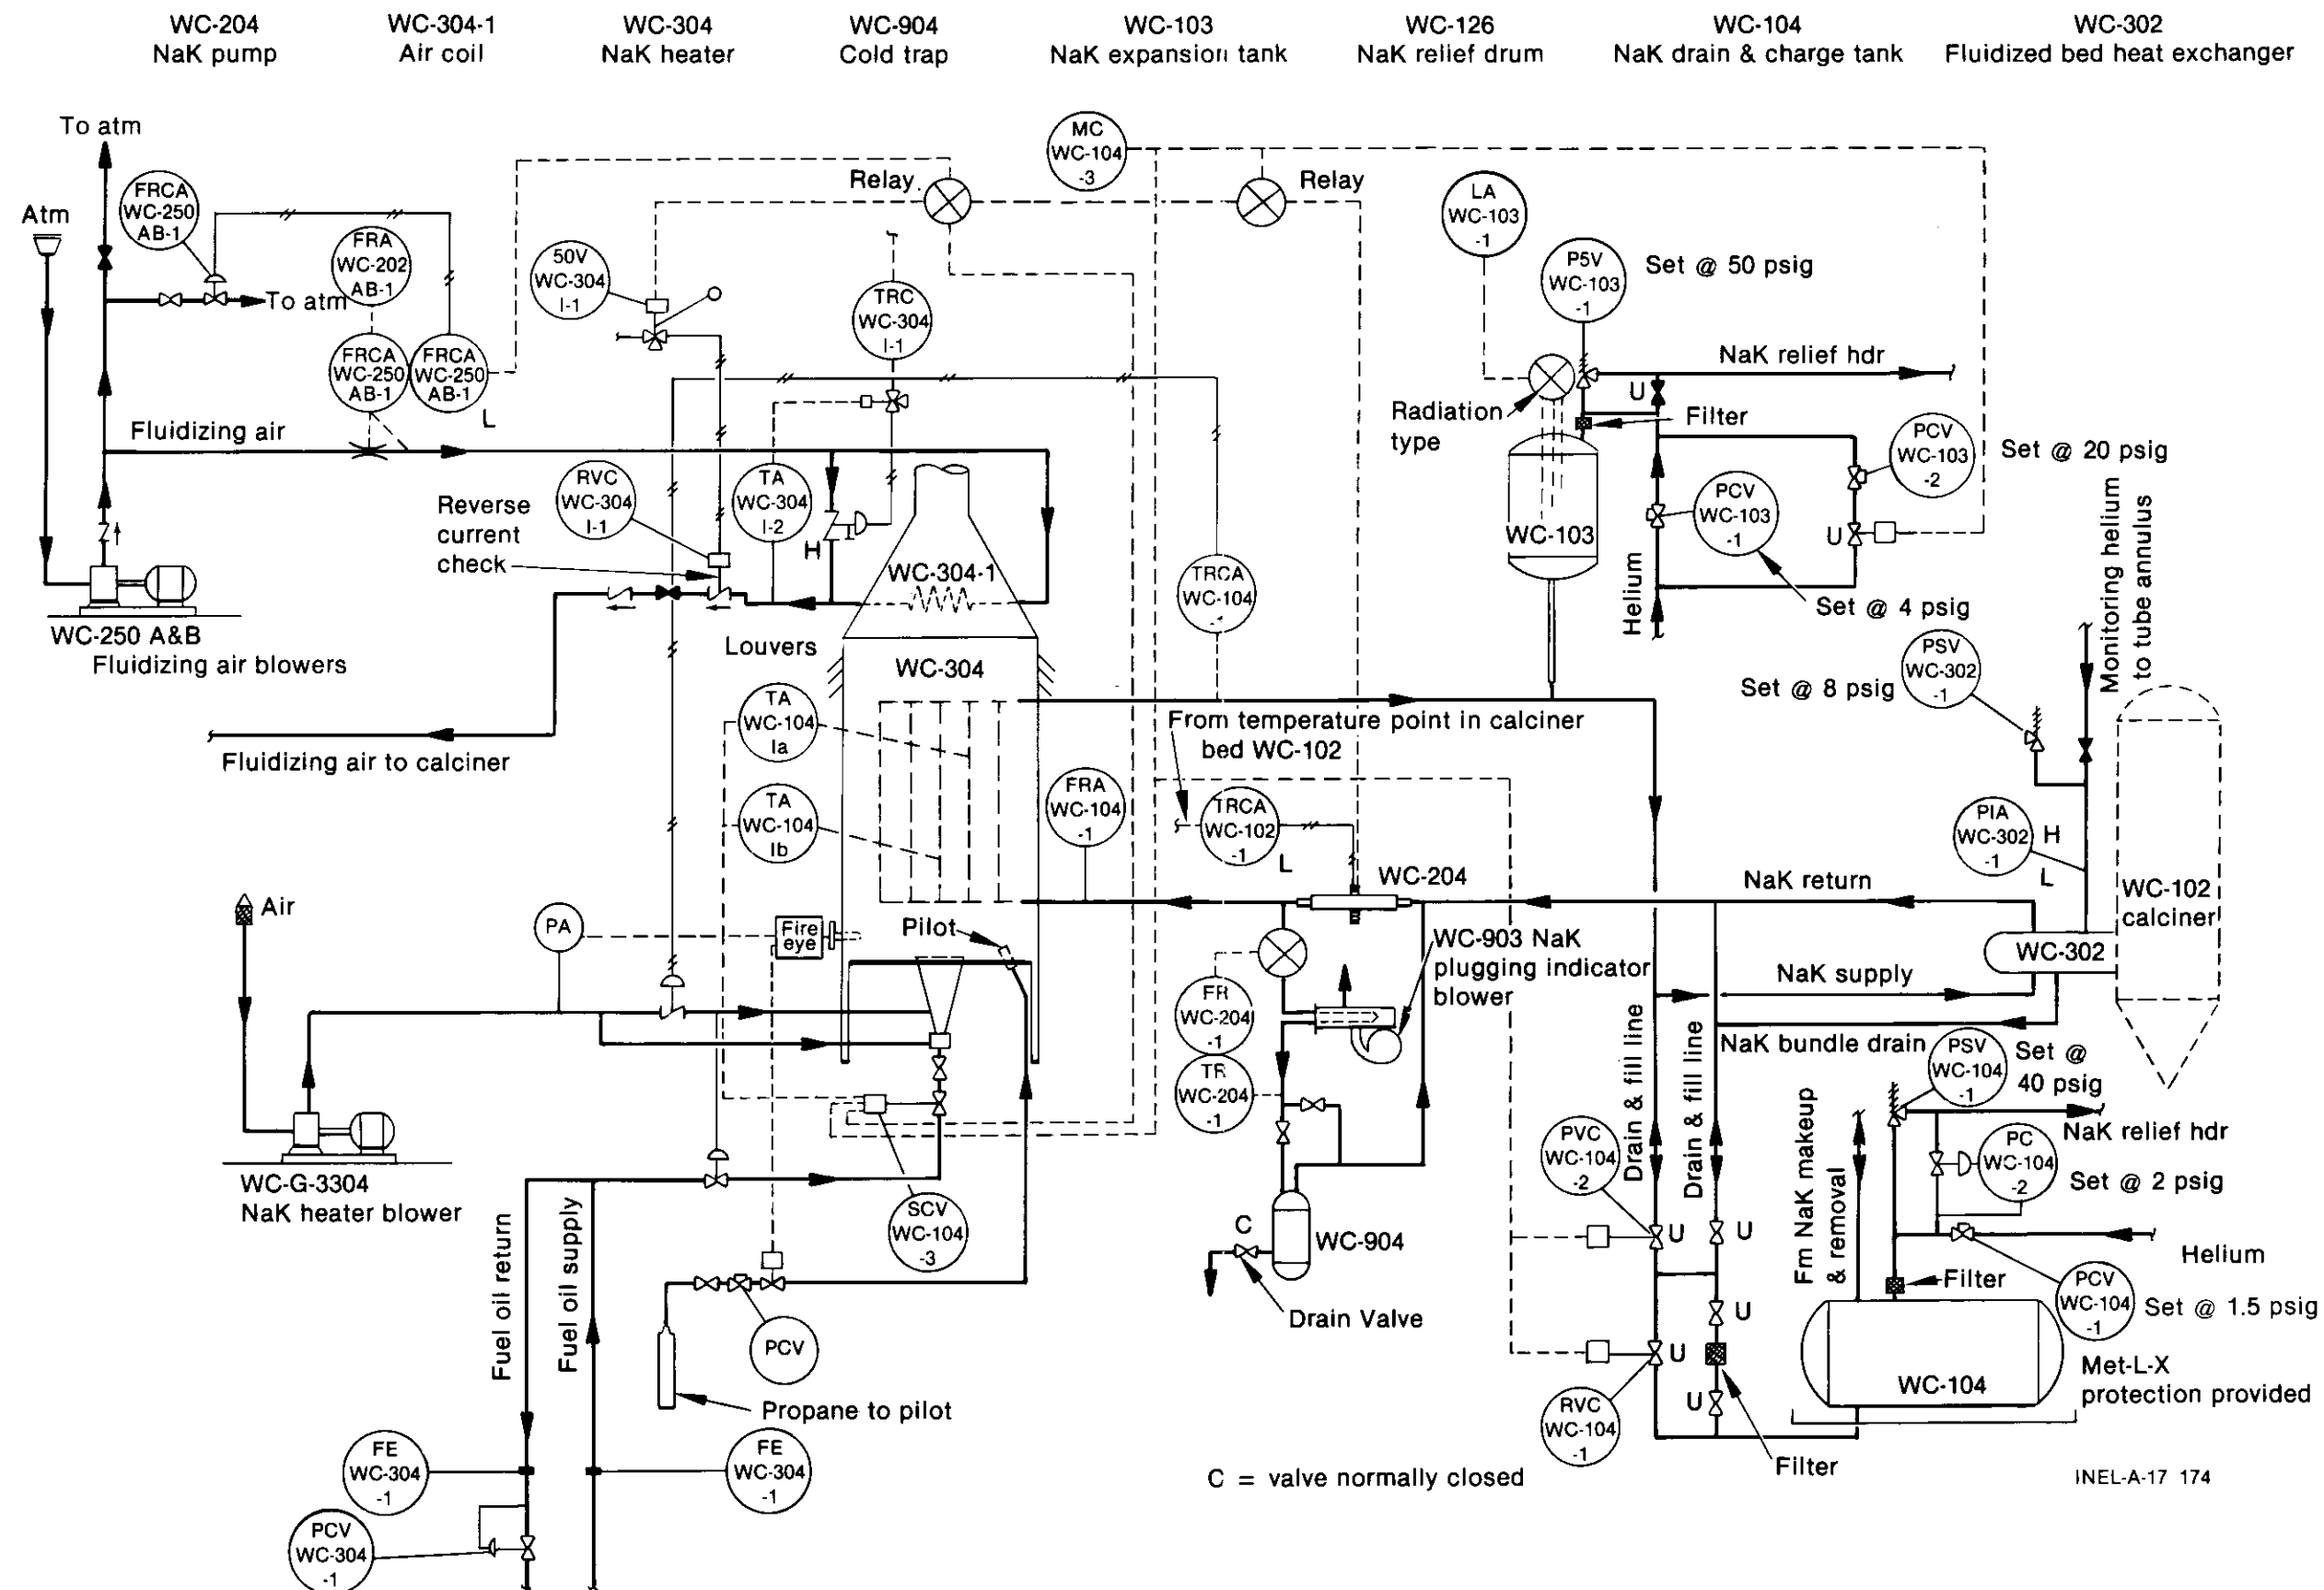 WC-204
NaK pump
WC-304-1
Air coil
WC-304
NaK heater
WC-904
Cold trap
WC-103
NaK expansion tank
WC-126
NaK relief drum
WC-104
NaK drain & charge tank
WC-302
Fluidized bed heat exchanger
To atm
Atm
FRCA
WC-250
AB-1
To atm
FRA
WC-202
AB-1
FRCA
WC-250
AB-1
FRCA
WC-250
AB-1
L
50V
WC-304
I-1
Relay
MC
WC-104
-3
Relay
TRC
WC-304
I-1
LA
WC-103
-1
P5V
WC-103
-1
Set @ 50 psig
NaK relief hdr
U
Filter
Radiation
type
PCV
WC-103
-2
Set @ 20 psig
PCV
WC-103
-1
U
Set @ 4 psig
Helium
WC-103
Monitoring helium
to tube annulus
Fluidizing air
RVC
WC-304
I-1
TA
WC-304
I-2
H
Reverse
current
check
WC-304-1
TRCA
WC-104
-1
WC-250 A&B
Fluidizing air blowers
Louvers
WC-304
PSV
WC-302
-1
Set @ 8 psig
Fluidizing air to calciner
TA
WC-104
Ia
TA
WC-104
Ib
From temperature point in calciner
bed WC-102
FRA
WC-104
-1
TRCA
WC-102
-1
L
WC-204
PIA
WC-302
-1
H
L
NaK return
WC-102
calciner
Air
PA
Fire
eye
Pilot
WC-903 NaK
plugging indicator
blower
WC-302
NaK supply
FR
WC-204
-1
TR
WC-204
-1
NaK bundle drain
PSV
WC-104
-1
Set @
40 psig
Drain & fill line
Drain & fill line
Fm NaK makeup
& removal
NaK relief hdr
PC
WC-104
-2
Set @ 2 psig
WC-G-3304
NaK heater blower
SCV
WC-104
-3
PVC
WC-104
-2
U
U
C
WC-904
Helium
Filter
PCV
WC-104
-1
Set @ 1.5 psig
Drain Valve
Fuel oil return
Fuel oil supply
PCV
U
U
U
RVC
WC-104
-1
WC-104
Met-L-X
protection provided
Propane to pilot
FE
WC-304
-1
FE
WC-304
-1
Filter
C = valve normally closed
INEL-A-17 174
PCV
WC-304
-1